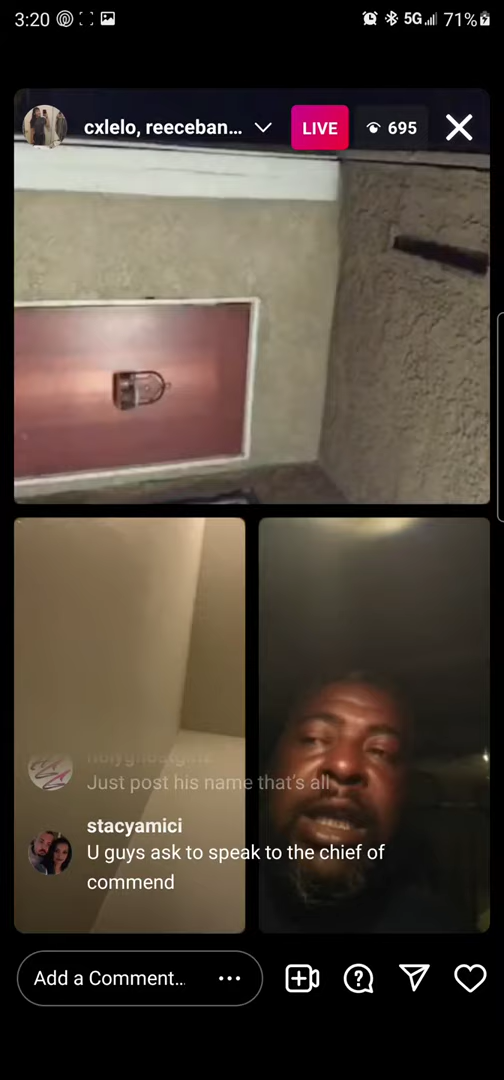 3:20 5G 71%
cxlelo, reeceban... LIVE 695
Just post his name that's all
stacyamici
U guys ask to speak to the chief of
commend
Add a Comment...